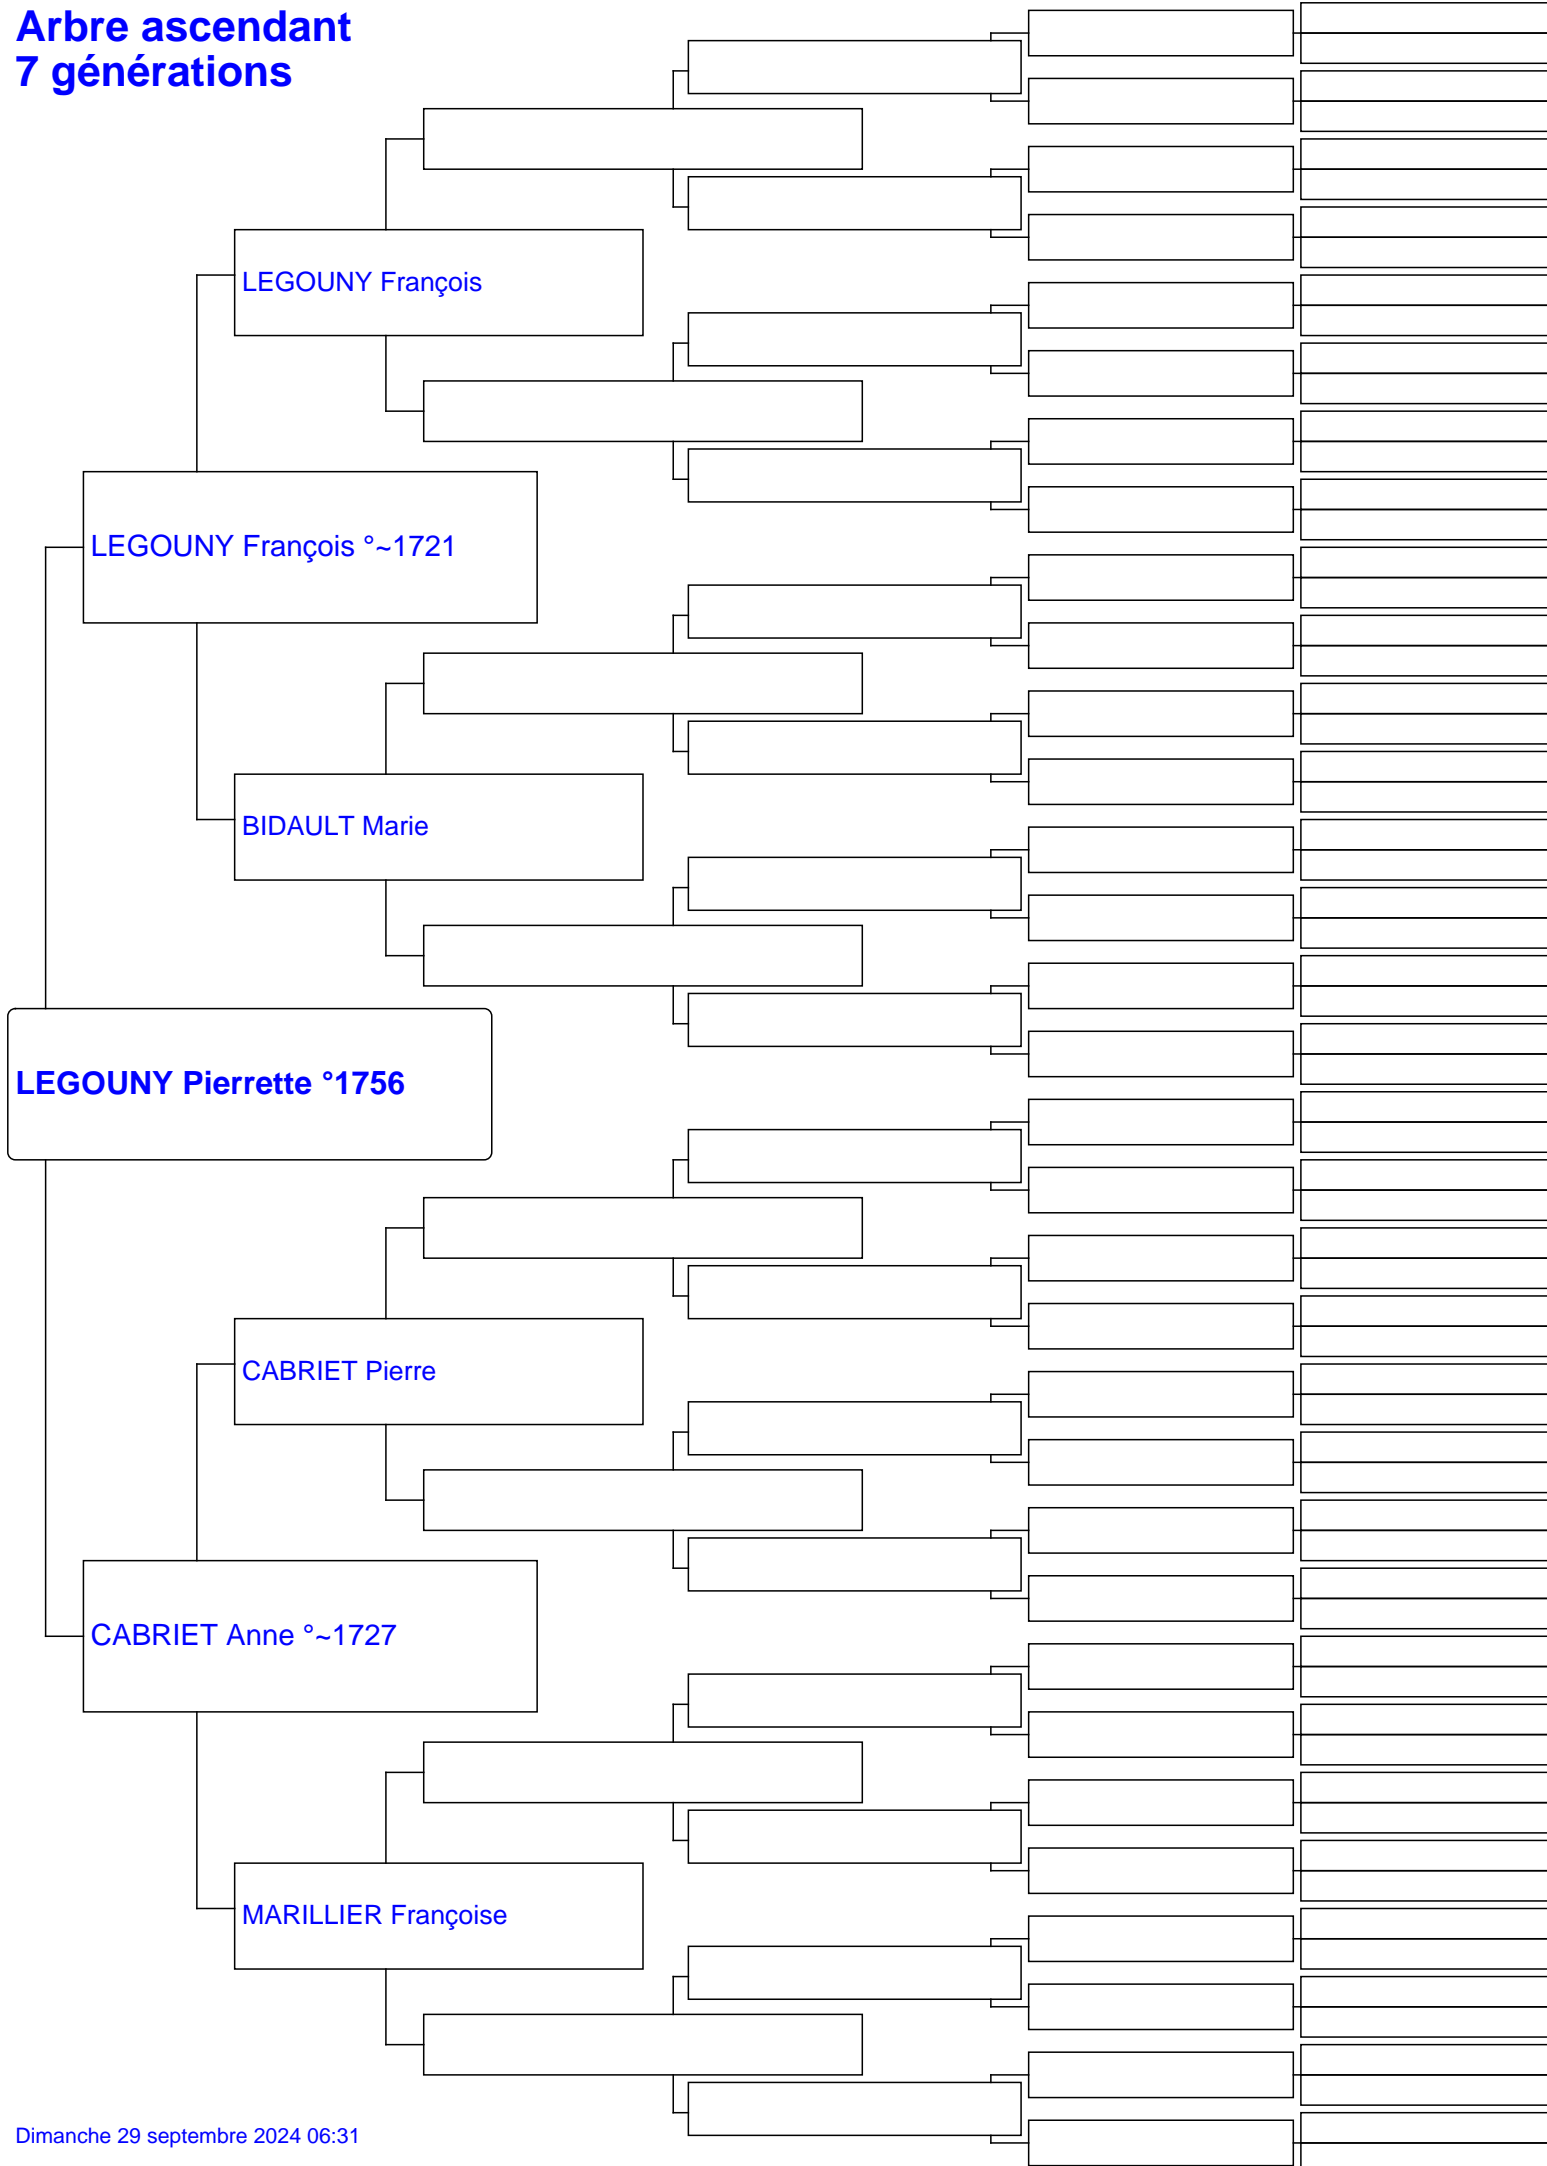 Arbre ascendant
7 générations
LEGOUNY François
LEGOUNY François °~1721
BIDAULT Marie
LEGOUNY Pierrette °1756
CABRIET Pierre
CABRIET Anne °~1727
MARILLIER Françoise
Dimanche 29 septembre 2024 06:31